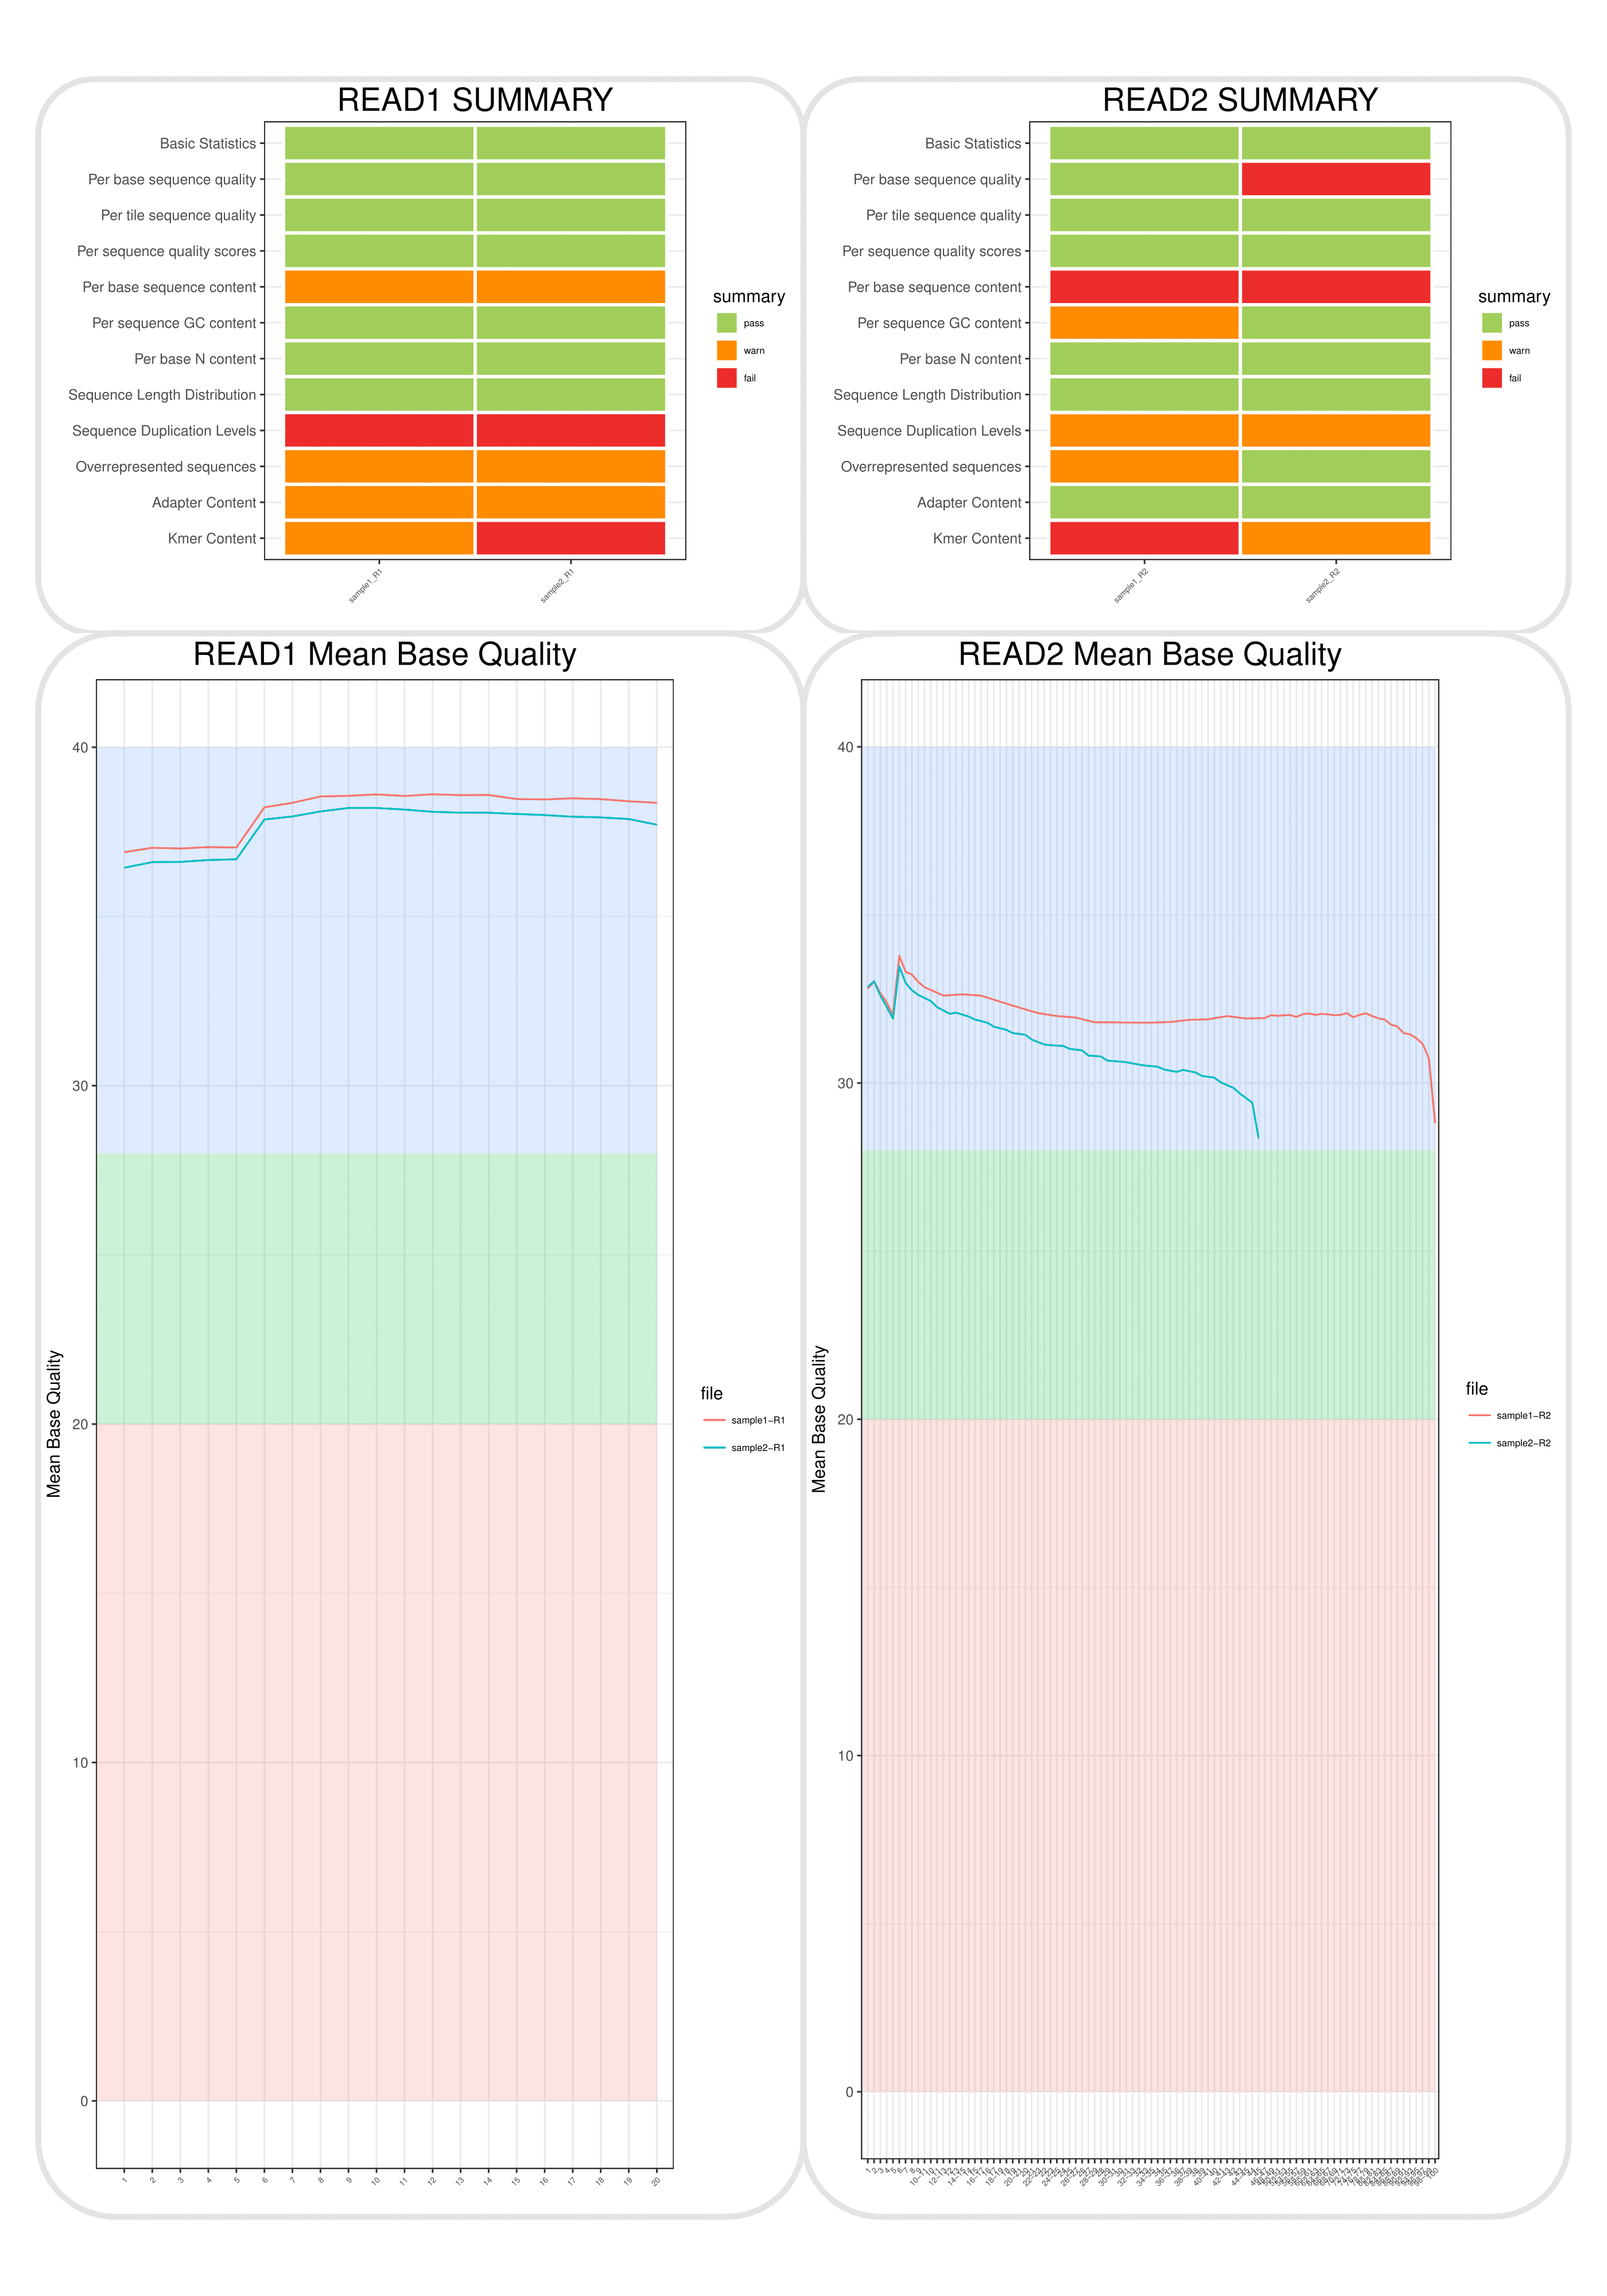 READ1 SUMMARY
Basic Statistics
Per base sequence quality
Per tile sequence quality
Per sequence quality scores
Per base sequence content
Per sequence GC content
Per base N content
Sequence Length Distribution
Sequence Duplication Levels
Overrepresented sequences
Adapter Content
Kmer Content
sample1_R1
sample2_R1
summary
pass
warn
fail
READ2 SUMMARY
Basic Statistics
Per base sequence quality
Per tile sequence quality
Per sequence quality scores
Per base sequence content
Per sequence GC content
Per base N content
Sequence Length Distribution
Sequence Duplication Levels
Overrepresented sequences
Adapter Content
Kmer Content
sample1_R2
sample2_R2
summary
pass
warn
fail
READ1 Mean Base Quality
Mean Base Quality
40
30
20
10
0
1 2 3 4 5 6 7 8 9 10 11 12 13 14 15 16 17 18 19 20
file
sample1-R1
sample2-R1
READ2 Mean Base Quality
Mean Base Quality
40
30
20
10
0
file
sample1-R2
sample2-R2